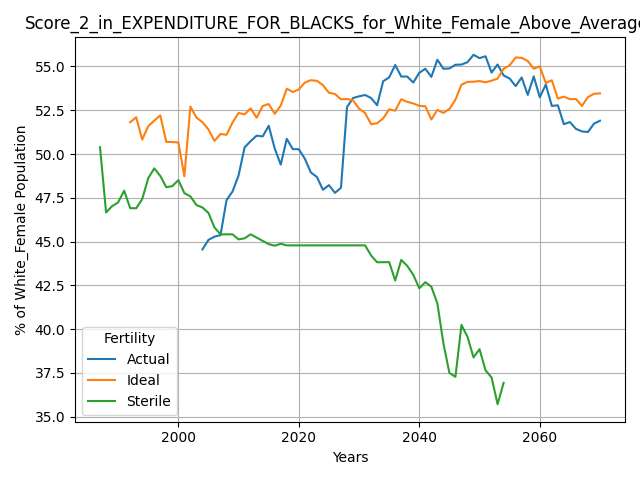 Score_2_in_EXPENDITURE_FOR_BLACKS_for_White_Female_Above_Average
55.0
52.5
50.0
47.5
45.0
42.5
40.0
37.5
35.0
% of White_Female Population
Fertility
Actual
Ideal
Sterile
2000
2020
2040
2060
Years